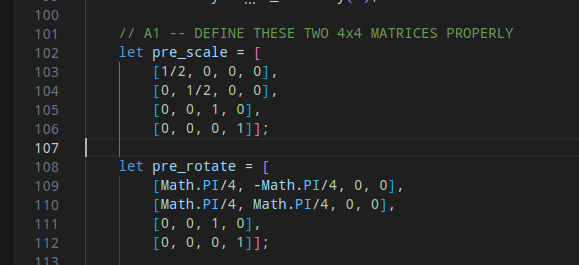 100
101 // A1 -- DEFINE THESE TWO 4x4 MATRICES PROPERLY
102 let pre_scale = [
103 [1/2, 0, 0, 0],
104 [0, 1/2, 0, 0],
105 [0, 0, 1, 0],
106 [0, 0, 0, 1]];
107
108 let pre_rotate = [
109 [Math.PI/4, -Math.PI/4, 0, 0],
110 [Math.PI/4, Math.PI/4, 0, 0],
111 [0, 0, 1, 0],
112 [0, 0, 0, 1]];
113